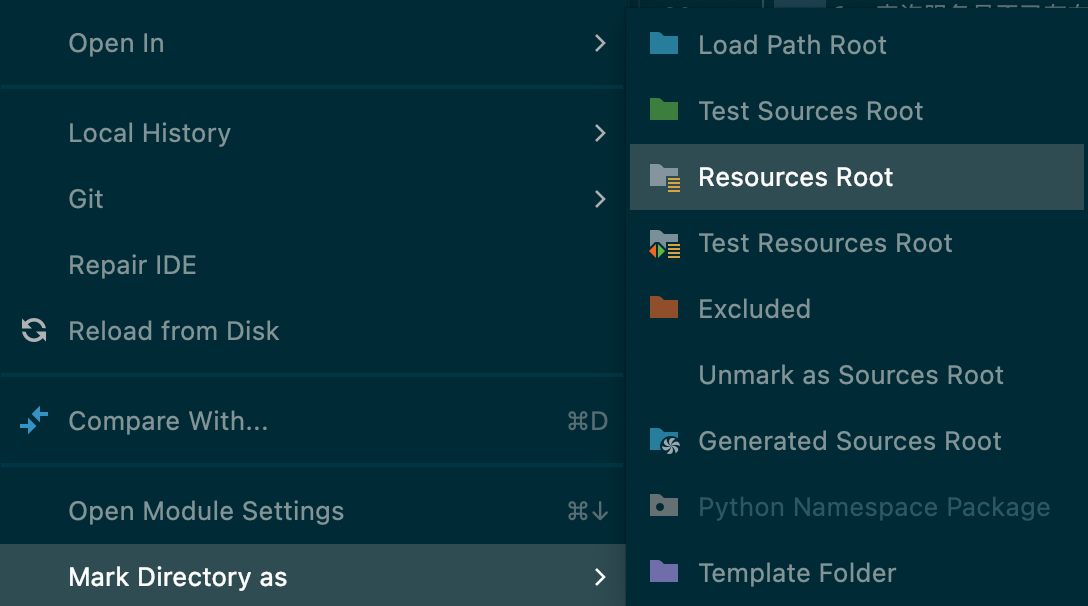 Open In
Local History
Git
Repair IDE
Reload from Disk
Compare With... ⌘D
Open Module Settings ⌘↓
Mark Directory as
Load Path Root
Test Sources Root
Resources Root
Test Resources Root
Excluded
Unmark as Sources Root
Generated Sources Root
Python Namespace Package
Template Folder